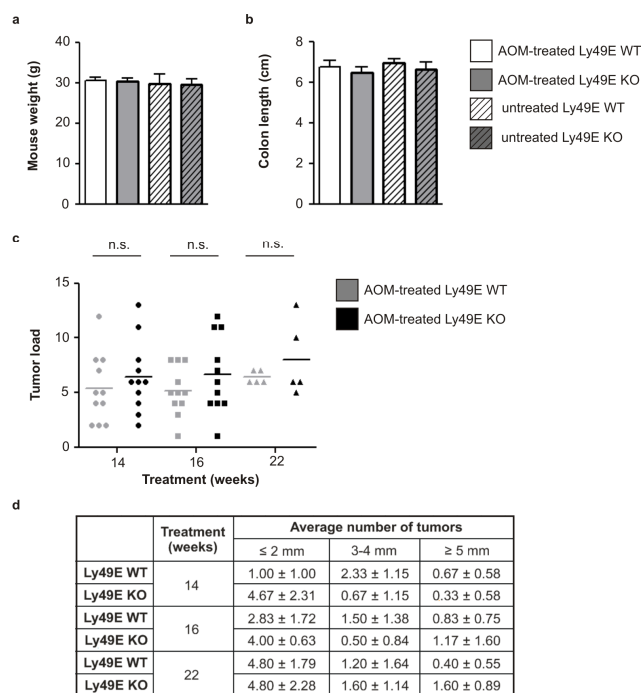 a
b
40
30
20
10
0
Mouse weight (g)
8
6
4
2
0
Colon length (cm)
AOM-treated Ly49E WT
AOM-treated Ly49E KO
untreated Ly49E WT
untreated Ly49E KO
c
n.s. n.s. n.s.
15
10
5
0
Tumor load
14 16 22
Treatment (weeks)
AOM-treated Ly49E WT
AOM-treated Ly49E KO
d
Treatment (weeks) Average number of tumors
≤ 2 mm 3-4 mm ≥ 5 mm
Ly49E WT 14 1.00 ± 1.00 2.33 ± 1.15 0.67 ± 0.58
Ly49E KO 4.67 ± 2.31 0.67 ± 1.15 0.33 ± 0.58
Ly49E WT 16 2.83 ± 1.72 1.50 ± 1.38 0.83 ± 0.75
Ly49E KO 4.00 ± 0.63 0.50 ± 0.84 1.17 ± 1.60
Ly49E WT 22 4.80 ± 1.79 1.20 ± 1.64 0.40 ± 0.55
Ly49E KO 4.80 ± 2.28 1.60 ± 1.14 1.60 ± 0.89